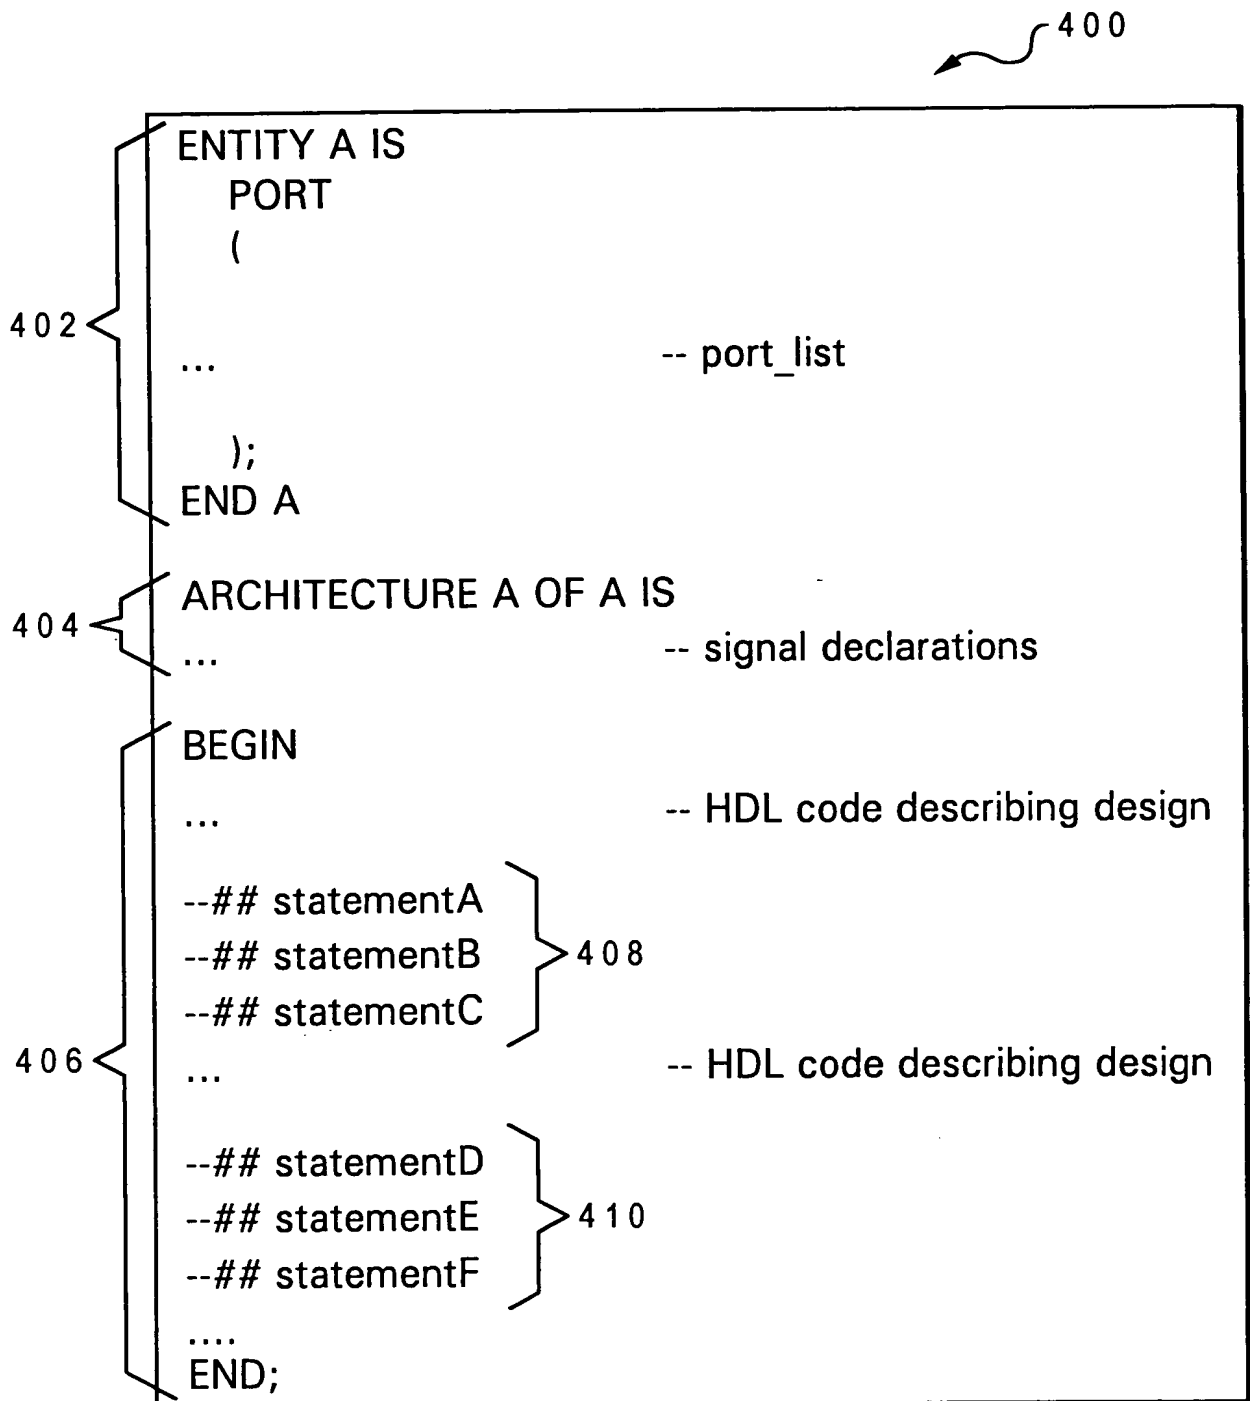 400
ENTITY A IS
PORT
(
402
... -- port_list
);
END A
ARCHITECTURE A OF A IS
404
... -- signal declarations
BEGIN
... -- HDL code describing design
--## statementA
--## statementB 408
--## statementC
406
... -- HDL code describing design
--## statementD
--## statementE 410
--## statementF
....
END;